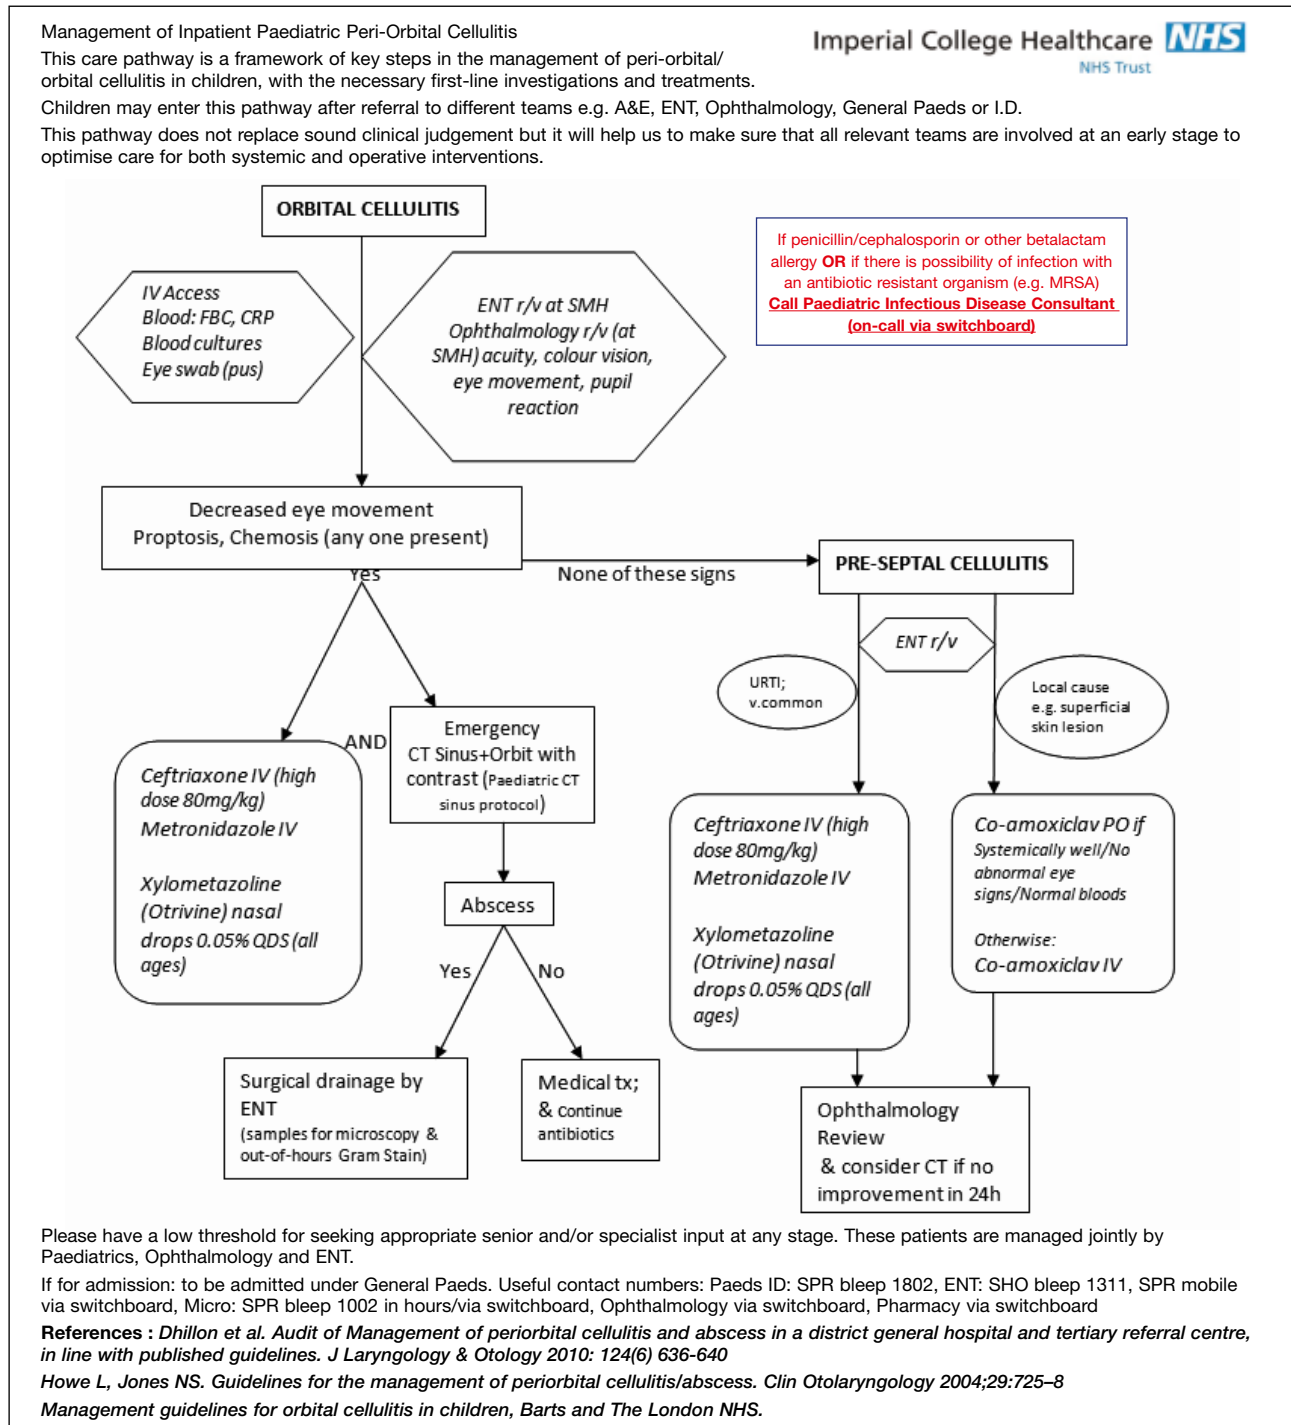 Management of Inpatient Paediatric Peri-Orbital Cellulitis
This care pathway is a framework of key steps in the management of peri-orbital/
orbital cellulitis in children, with the necessary first-line investigations and treatments.
Imperial College Healthcare NHS
NHS Trust
Children may enter this pathway after referral to different teams e.g. A&E, ENT, Ophthalmology, General Paeds or I.D.
This pathway does not replace sound clinical judgement but it will help us to make sure that all relevant teams are involved at an early stage to
optimise care for both systemic and operative interventions.
ORBITAL CELLULITIS
If penicillin/cephalosporin or other betalactam
allergy OR if there is possibility of infection with
an antibiotic resistant organism (e.g. MRSA)
Call Paediatric Infectious Disease Consultant
(on-call via switchboard)
IV Access
Blood: FBC, CRP
Blood cultures
Eye swab (pus)
ENT r/v at SMH
Ophthalmology r/v (at
SMH) acuity, colour vision,
eye movement, pupil
reaction
Decreased eye movement
Proptosis, Chemosis (any one present)
Yes
None of these signs
PRE-SEPTAL CELLULITIS
ENT r/v
URTI;
v.common
Local cause
e.g. superficial
skin lesion
AND
Emergency
CT Sinus+Orbit with
contrast (Paediatric CT
sinus protocol)
Ceftriaxone IV (high
dose 80mg/kg)
Metronidazole IV
Xylometazoline
(Otrivine) nasal
drops 0.05% QDS (all
ages)
Abscess
Yes
No
Surgical drainage by
ENT
(samples for microscopy &
out-of-hours Gram Stain)
Medical tx;
& continue
antibiotics
Ceftriaxone IV (high
dose 80mg/kg)
Metronidazole IV
Xylometazoline
(Otrivine) nasal
drops 0.05% QDS (all
ages)
Co-amoxiclav PO if
Systemically well/No
abnormal eye
signs/Normal bloods
Otherwise:
Co-amoxiclav IV
Ophthalmology
Review
& consider CT if no
improvement in 24h
Please have a low threshold for seeking appropriate senior and/or specialist input at any stage. These patients are managed jointly by
Paediatrics, Ophthalmology and ENT.
If for admission: to be admitted under General Paeds. Useful contact numbers: Paeds ID: SPR bleep 1802, ENT: SHO bleep 1311, SPR mobile
via switchboard, Micro: SPR bleep 1002 in hours/via switchboard, Ophthalmology via switchboard, Pharmacy via switchboard
References : Dhillon et al. Audit of Management of periorbital cellulitis and abscess in a district general hospital and tertiary referral centre,
in line with published guidelines. J Laryngology & Otology 2010: 124(6) 636-640
Howe L, Jones NS. Guidelines for the management of periorbital cellulitis/abscess. Clin Otolaryngology 2004;29:725–8
Management guidelines for orbital cellulitis in children, Barts and The London NHS.